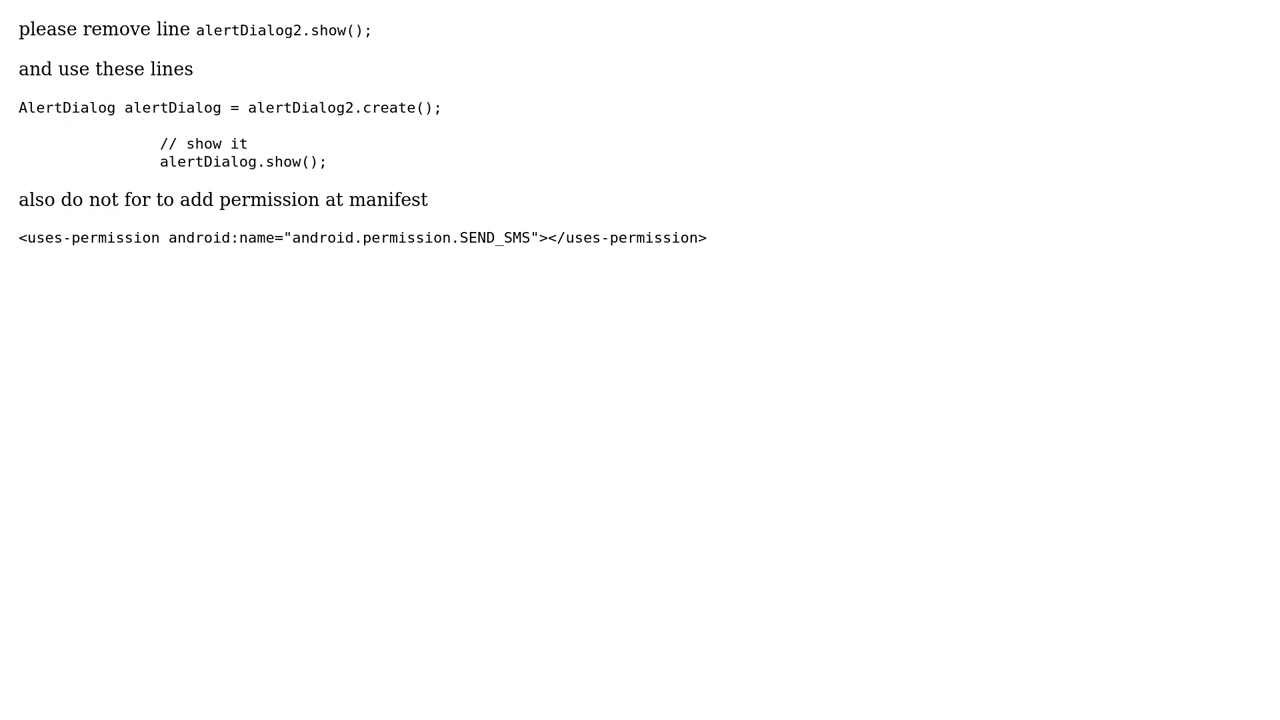 please remove line alertDialog2.show();
and use these lines
AlertDialog alertDialog = alertDialog2.create();
// show it
alertDialog.show();
also do not for to add permission at manifest
<uses-permission android:name="android.permission.SEND_SMS"></uses-permission>